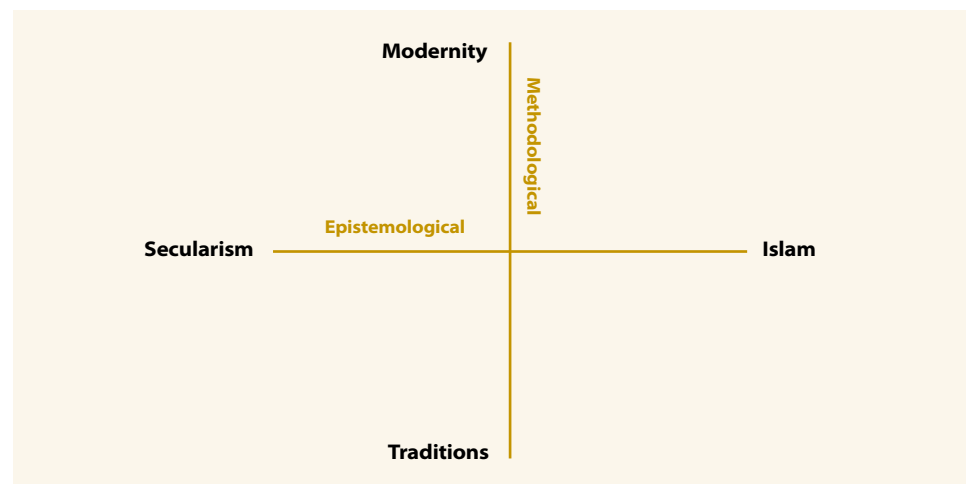 Modernity
Methodological
Epistemological
Secularism
Islam
Traditions